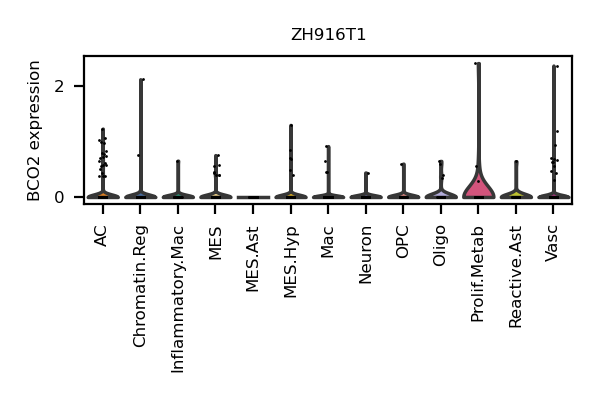 ZH916T1
BCO2 expression
2
0
AC
Chromatin.Reg
Inflammatory.Mac
MES
MES.Ast
MES.Hyp
Mac
Neuron
OPC
Oligo
Prolif.Metab
Reactive.Ast
Vasc